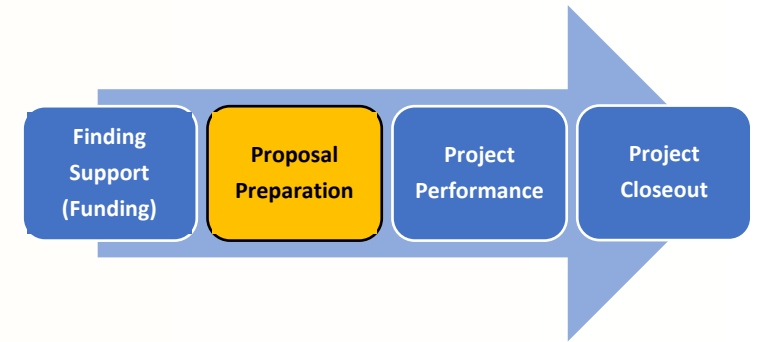 Finding
Support
(Funding)
Proposal
Preparation
Project
Performance
Project
Closeout